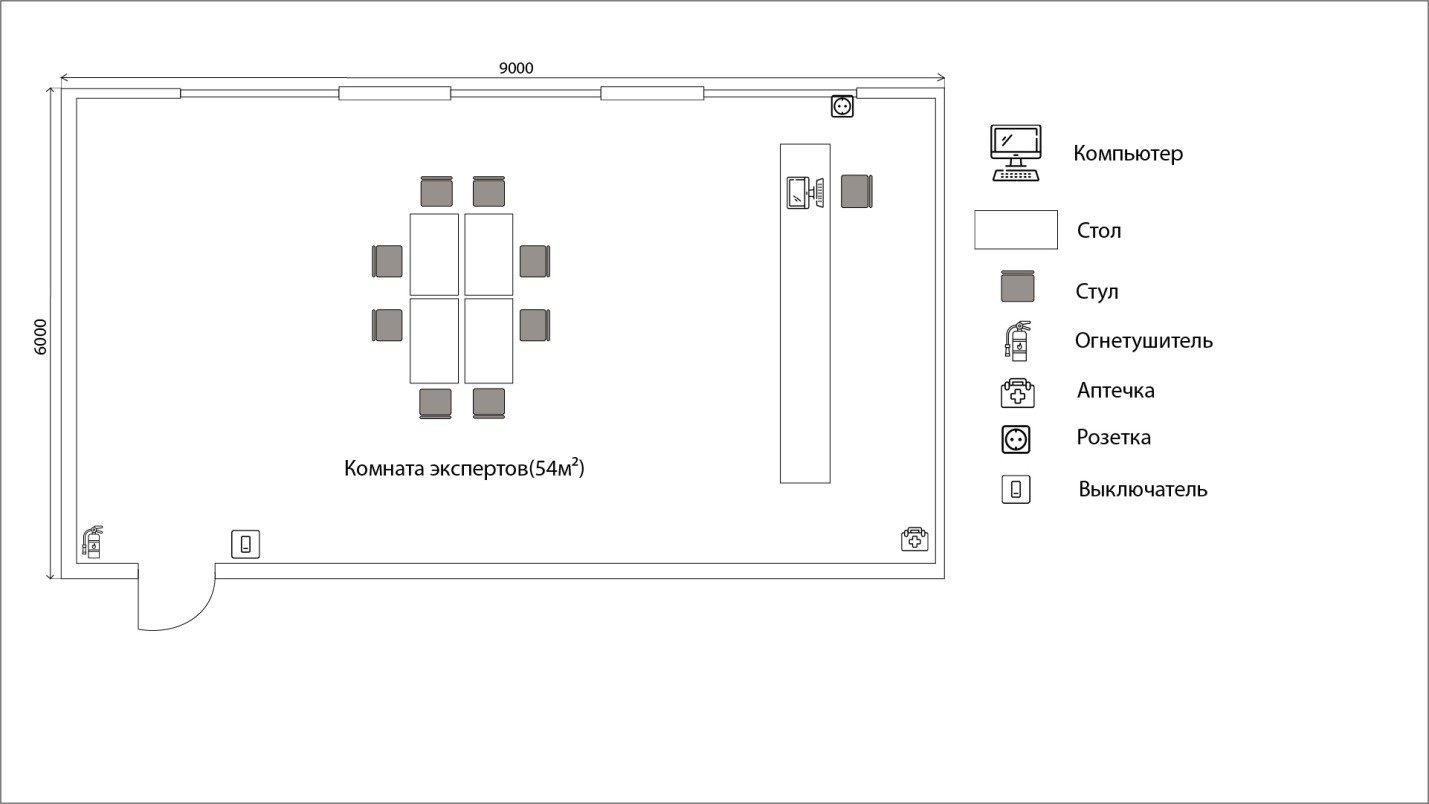 9000
6000
Комната экспертов(54м²)
Компьютер
Стол
Стул
Огнетушитель
Аптечка
Розетка
Выключатель